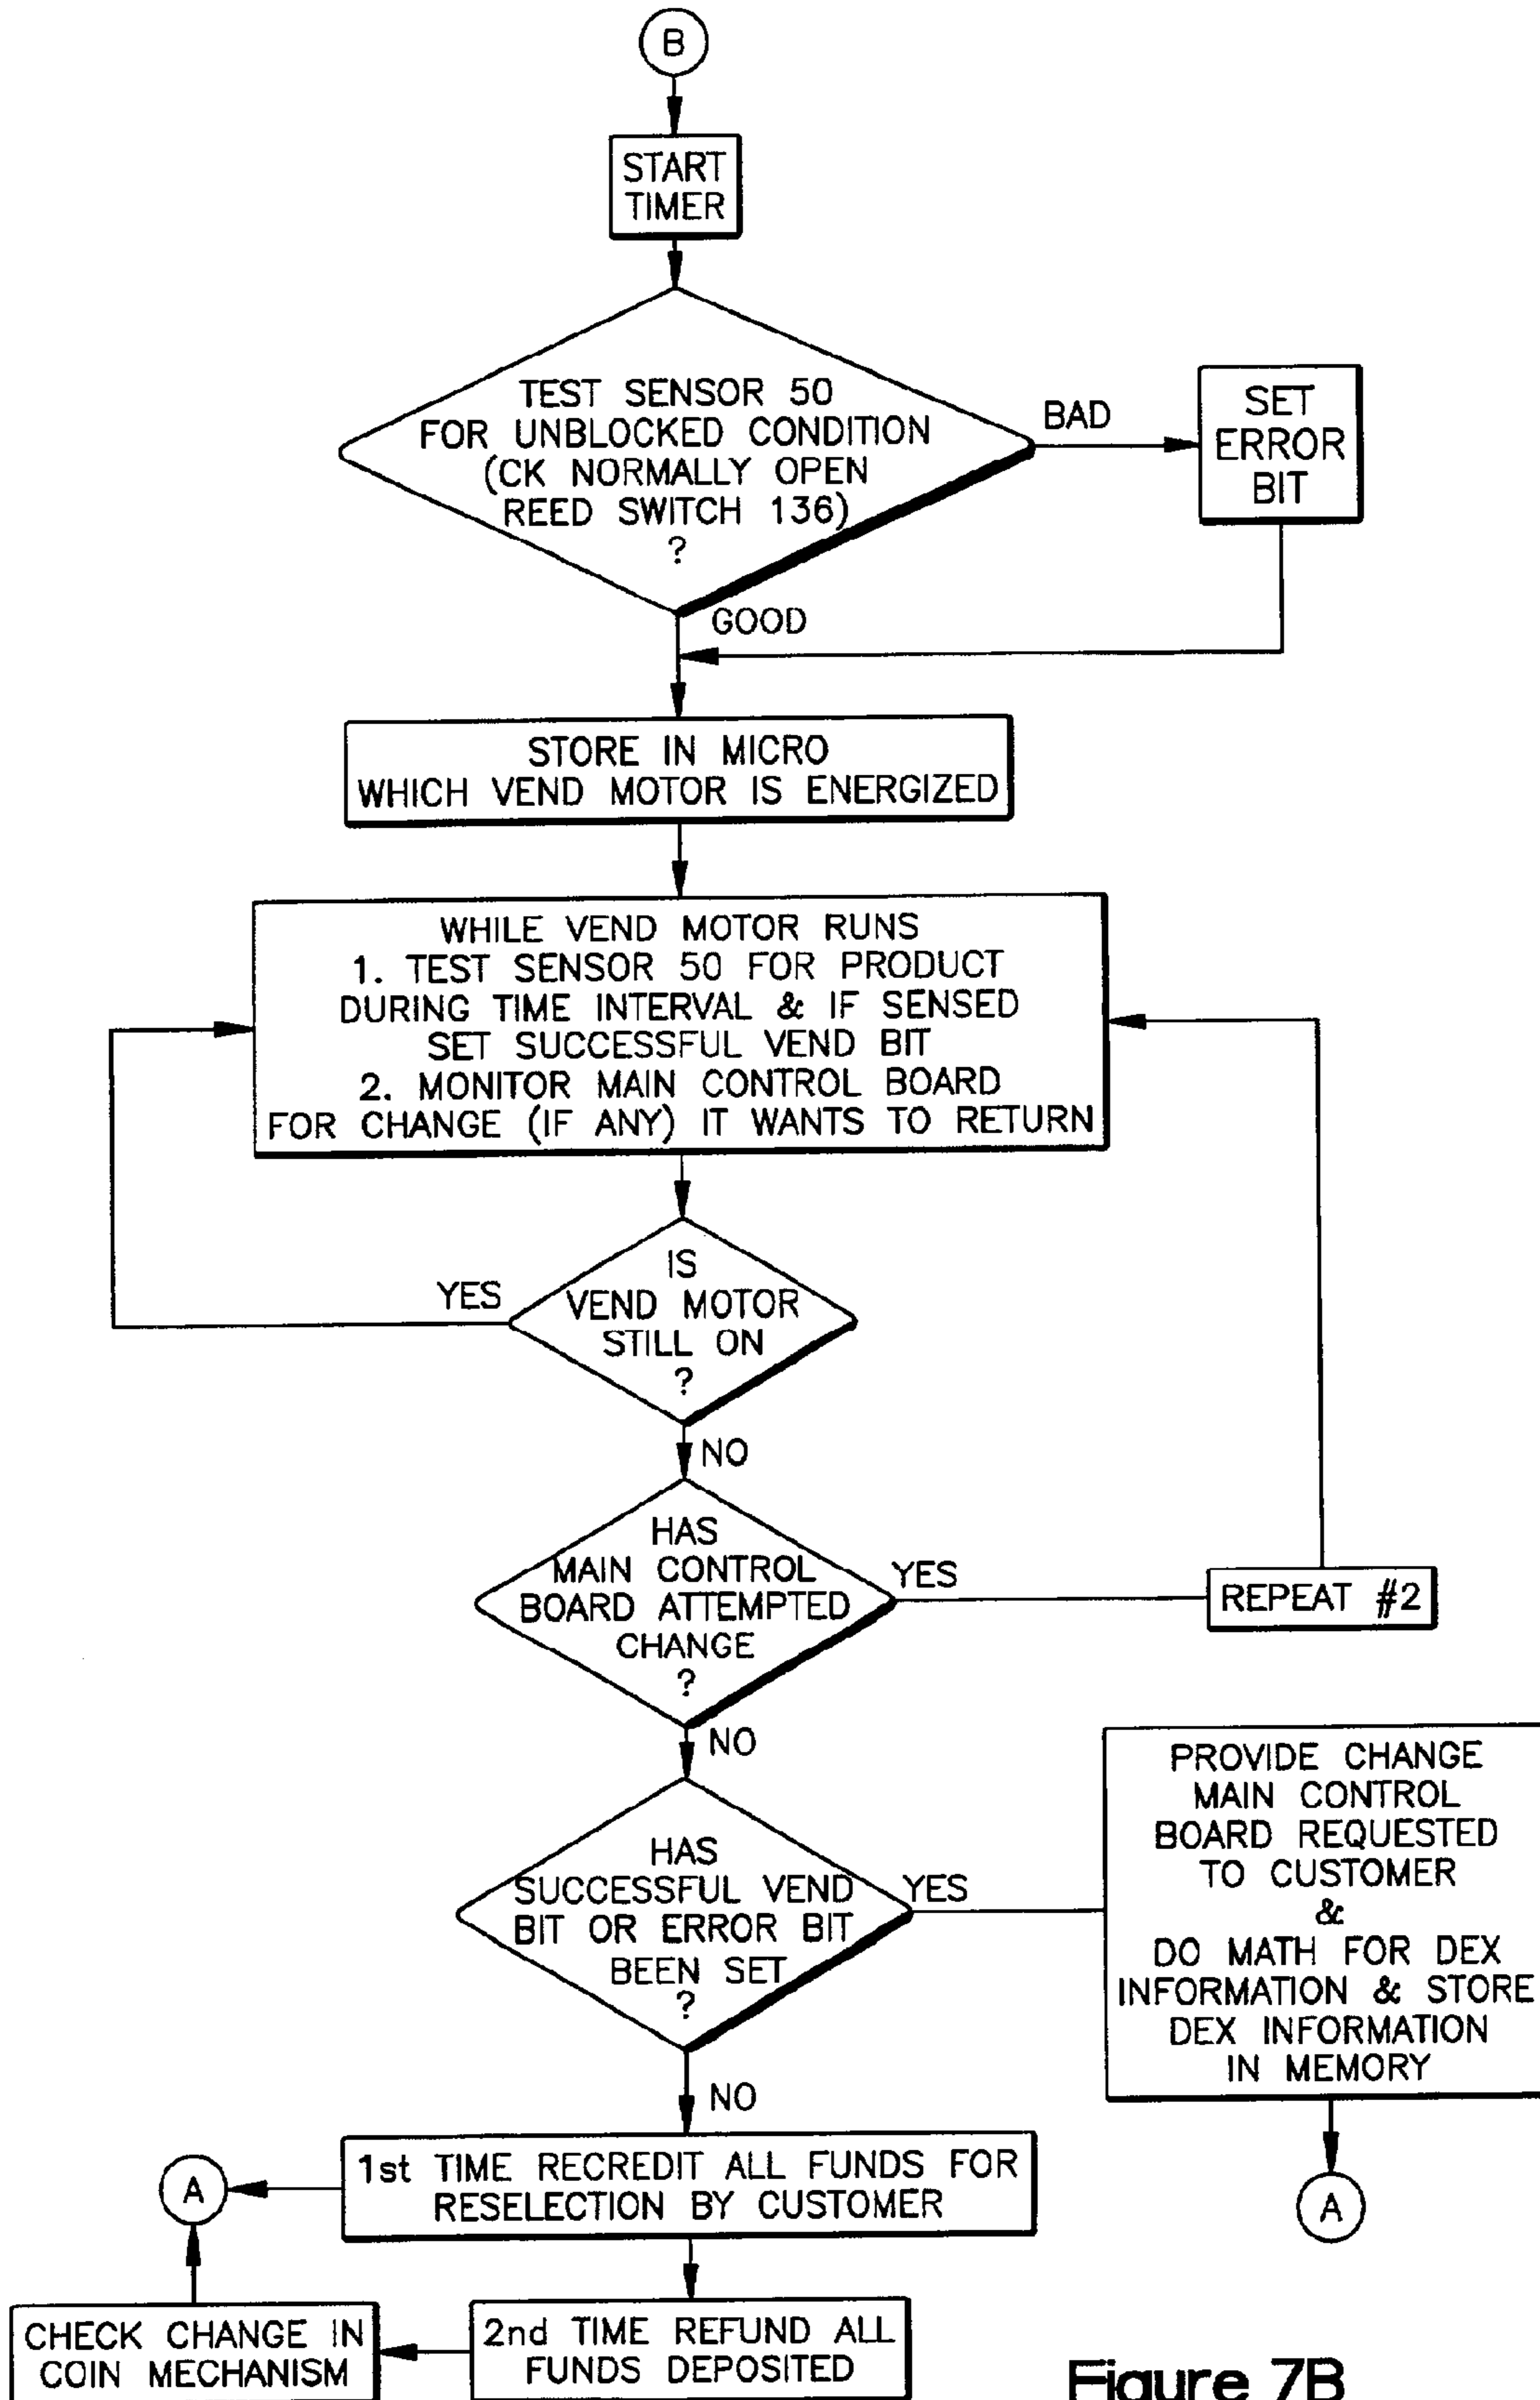 B
START
TIMER
TEST SENSOR 50
FOR UNBLOCKED CONDITION
(CK NORMALLY OPEN
REED SWITCH 136)
?
BAD
SET
ERROR
BIT
GOOD
STORE IN MICRO
WHICH VEND MOTOR IS ENERGIZED
WHILE VEND MOTOR RUNS
1. TEST SENSOR 50 FOR PRODUCT
DURING TIME INTERVAL & IF SENSED
SET SUCCESSFUL VEND BIT
2. MONITOR MAIN CONTROL BOARD
FOR CHANGE (IF ANY) IT WANTS TO RETURN
IS
VEND MOTOR
STILL ON
?
YES
NO
HAS
MAIN CONTROL
BOARD ATTEMPTED
CHANGE
?
YES
REPEAT #2
NO
HAS
SUCCESSFUL VEND
BIT OR ERROR BIT
BEEN SET
?
YES
PROVIDE CHANGE
MAIN CONTROL
BOARD REQUESTED
TO CUSTOMER
&
DO MATH FOR DEX
INFORMATION & STORE
DEX INFORMATION
IN MEMORY
A
NO
1st TIME RECREDIT ALL FUNDS FOR
RESELECTION BY CUSTOMER
A
2nd TIME REFUND ALL
FUNDS DEPOSITED
CHECK CHANGE IN
COIN MECHANISM
Figure 7B